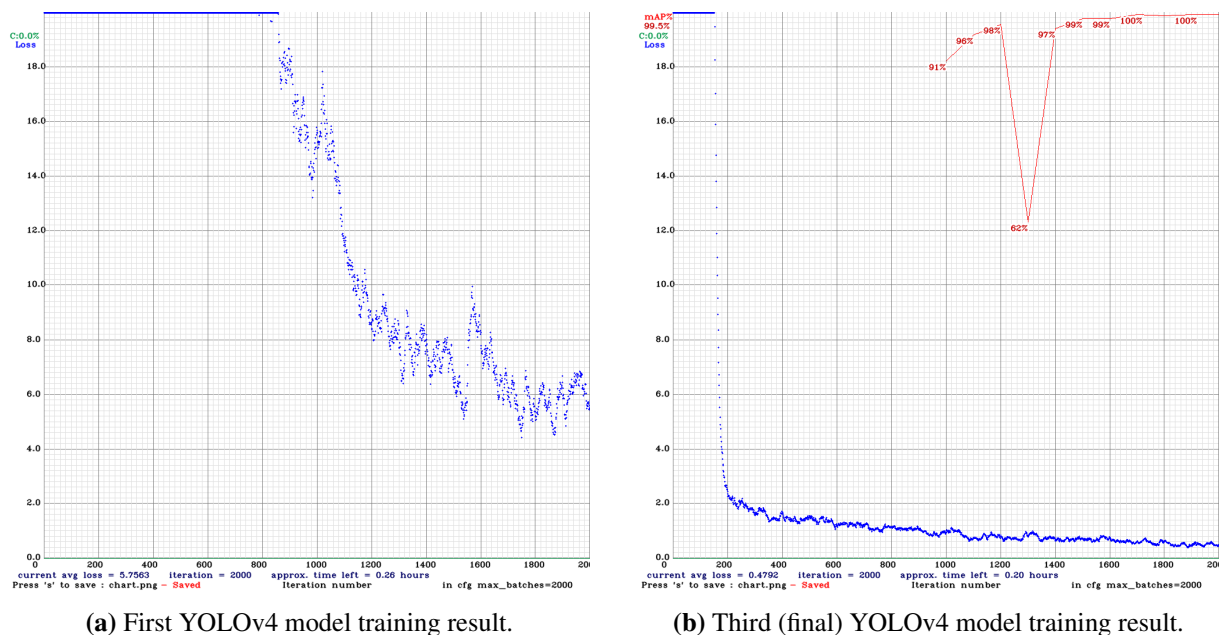 C:0.0%
Loss
18.0
16.0
14.0
12.0
10.0
8.0
6.0
4.0
2.0
0.0
0 200 400 600 800 1000 1200 1400 1600 1800 200
current avg loss = 5.7563 iteration = 2000 approx. time left = 0.26 hours
Press 's' to save : chart.png - Saved Iteration number in cfg max_batches=2000
(a) First YOLOv4 model training result.
mAP%
99.5%
C:0.0%
Loss
91%
96%
98%
62%
97%
99%
99%
100%
100%
18.0
16.0
14.0
12.0
10.0
8.0
6.0
4.0
2.0
0.0
0 200 400 600 800 1000 1200 1400 1600 1800 200
current avg loss = 0.4792 iteration = 2000 approx. time left = 0.20 hours
Press 's' to save : chart.png - Saved Iteration number in cfg max_batches=2000
(b) Third (final) YOLOv4 model training result.